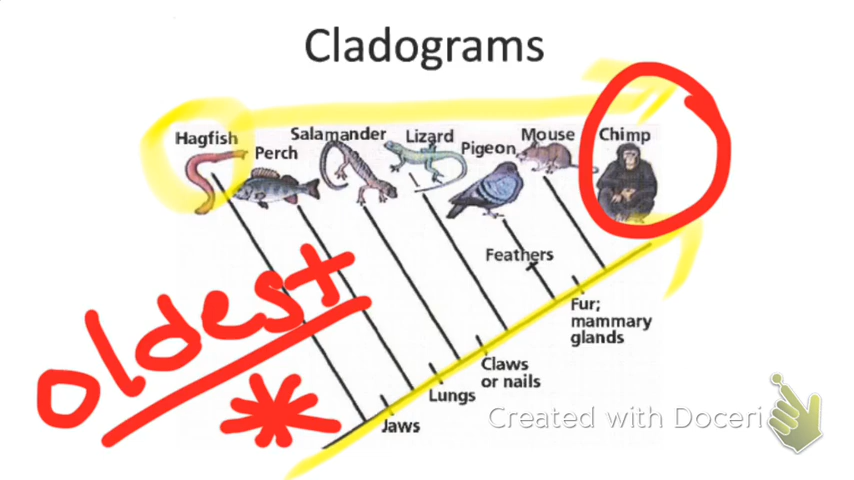 Cladograms
Hagfish
Perch
Salamander
Lizard
Pigeon
Mouse
Chimp
Feathers
oldest
*
Fur;
mammary
glands
Claws
or nails
Lungs
Jaws
Created with Doceri